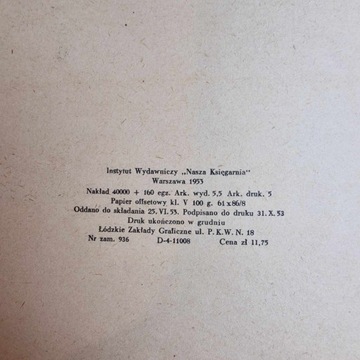 Instytut Wydawniczy „Nasza Księgarnia"
Warszawa 1953
Nakład 40000 + 160 egz. Ark. wyd. 5,5 Ark. druk. 5
Papier offsetowy kl. V 100 g. 61 x 86/8
Oddano do składania 25. VI. 53. Podpisano do druku 31. X. 53
Druk ukończono w grudniu
Łódzkie Zakłady Graficzne ul. P. K. W. N. 18
Nr zam. 936 D-4-11008 Cena zł 11,75